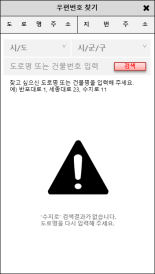 우편번호 찾기
도 로 명 주 소 지 번 주 소
시/도 시/군/구
도로명 또는 건물번호 입력 검색
찾고 싶으신 도로명 또는 건물명을 입력해 주세요.
예) 반포대로 1, 세종대로 23, 수지로 11
'수지로' 검색결과가 없습니다.
도로명을 다시 입력해 주세요.